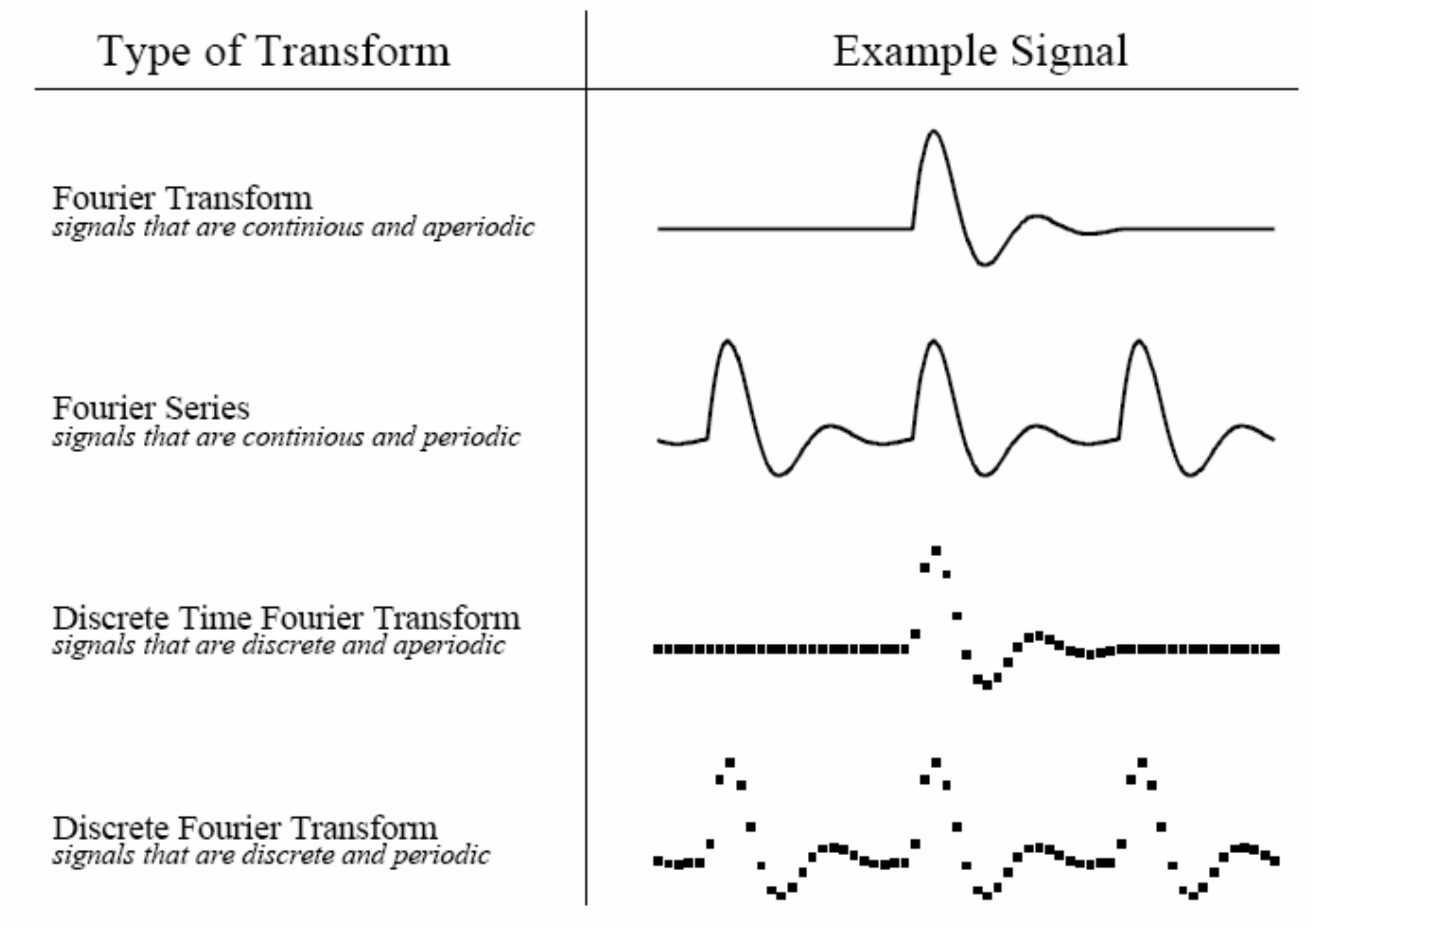 Type of Transform
Example Signal
Fourier Transform
signals that are continious and aperiodic
Fourier Series
signals that are continious and periodic
Discrete Time Fourier Transform
signals that are discrete and aperiodic
Discrete Fourier Transform
signals that are discrete and periodic